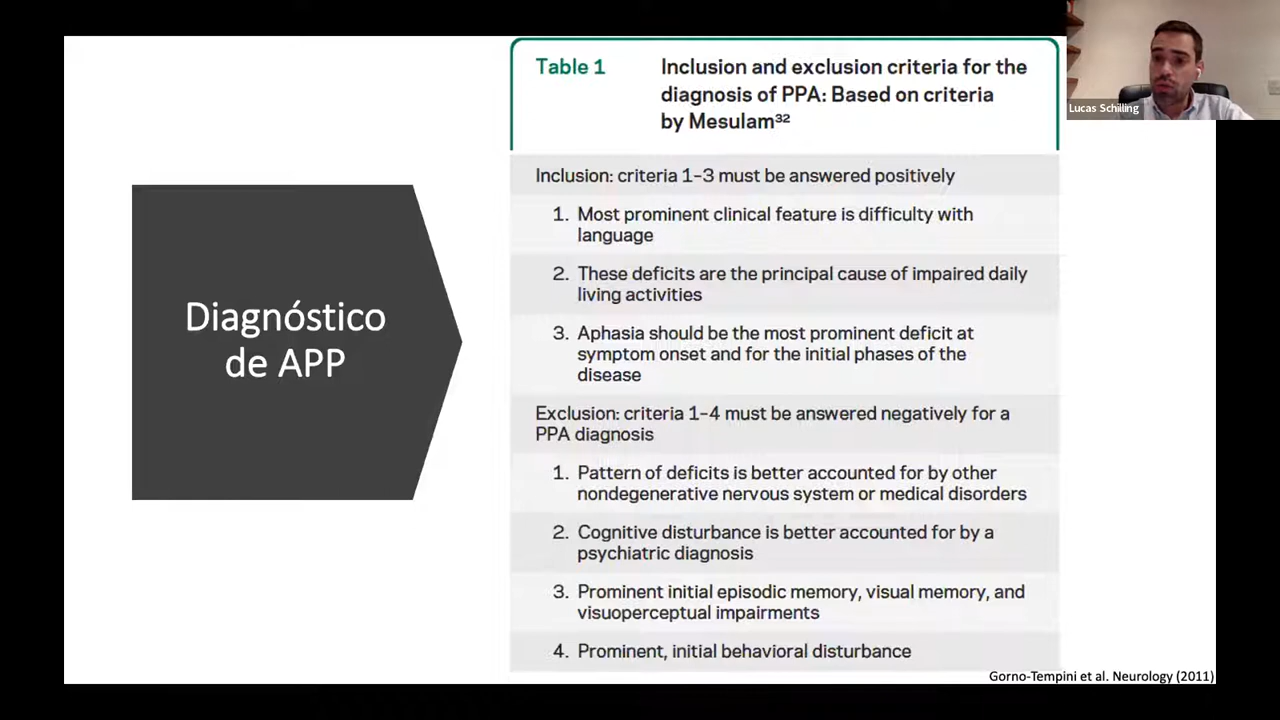 Lucas Schilling
Diagnóstico
de APP
Table 1
Inclusion and exclusion criteria for the
diagnosis of PPA: Based on criteria
by Mesulam³²
Inclusion: criteria 1–3 must be answered positively
1. Most prominent clinical feature is difficulty with
language
2. These deficits are the principal cause of impaired daily
living activities
3. Aphasia should be the most prominent deficit at
symptom onset and for the initial phases of the
disease
Exclusion: criteria 1–4 must be answered negatively for a
PPA diagnosis
1. Pattern of deficits is better accounted for by other
nondegenerative nervous system or medical disorders
2. Cognitive disturbance is better accounted for by a
psychiatric diagnosis
3. Prominent initial episodic memory, visual memory, and
visuoperceptual impairments
4. Prominent, initial behavioral disturbance
Gorno-Tempini et al. Neurology (2011)